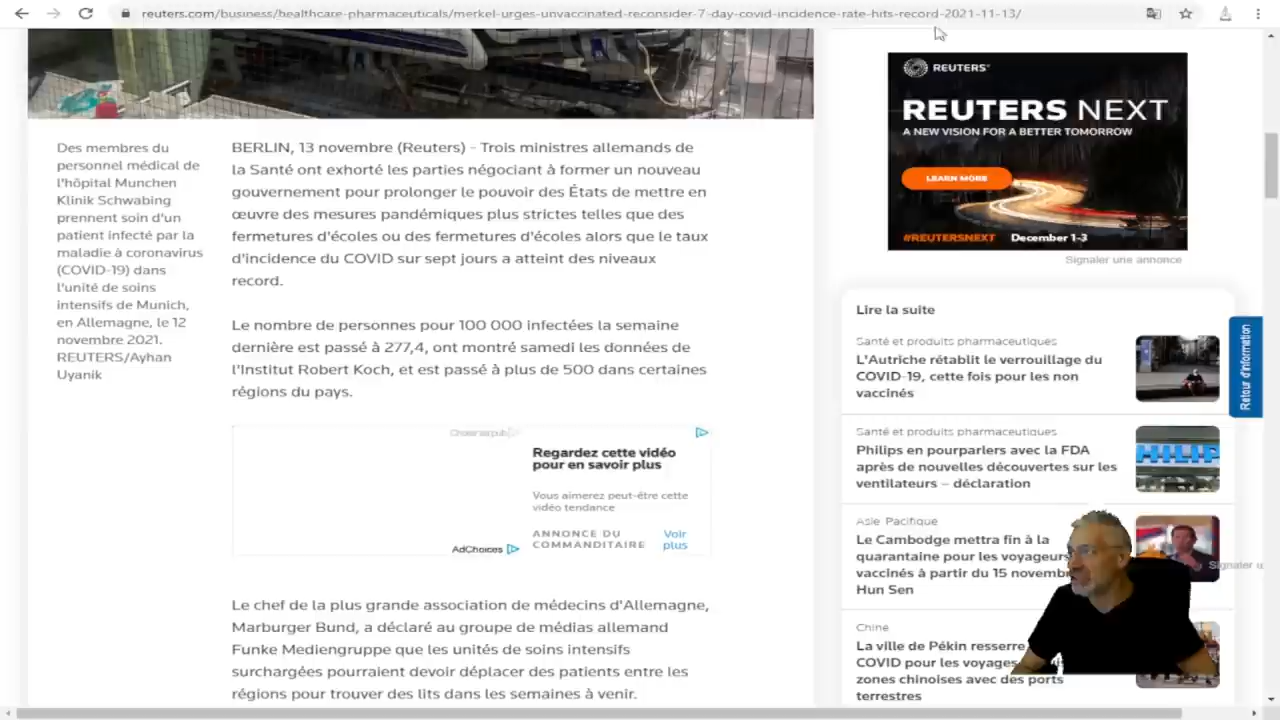 reuters.com/business/healthcare-pharmaceuticals/merkel-urges-unvaccinated-reconsider-7-day-covid-incidence-rate-hits-record-2021-11-13/
Des membres du
personnel médical de
l'hôpital Munchen
Klinik Schwabing
prennent soin d'un
patient infecté par la
maladie à coronavirus
(COVID-19) dans
l'unité de soins
intensifs de Munich,
en Allemagne, le 12
novembre 2021.
REUTERS/Ayhan
Uyanik
BERLIN, 13 novembre (Reuters) - Trois ministres allemands de
la Santé ont exhorté les parties négociant à former un nouveau
gouvernement pour prolonger le pouvoir des États de mettre en
œuvre des mesures pandémiques plus strictes telles que des
fermetures d'écoles ou des fermetures d'écoles alors que le taux
d'incidence du COVID sur sept jours a atteint des niveaux
record.
Le nombre de personnes pour 100 000 infectées la semaine
dernière est passé à 277,4, ont montré samedi les données de
l'Institut Robert Koch, et est passé à plus de 500 dans certaines
régions du pays.
Regardez cette vidéo
pour en savoir plus
Vous aimerez peut-être cette
vidéo tendance
ANNONCE DU
COMMANDITAIRE
Voir
plus
AdChoices
Le chef de la plus grande association de médecins d'Allemagne,
Marburger Bund, a déclaré au groupe de médias allemand
Funke Mediengruppe que les unités de soins intensifs
surchargées pourraient devoir déplacer des patients entre les
régions pour trouver des lits dans les semaines à venir.
REUTERS
REUTERS NEXT
A NEW VISION FOR A BETTER TOMORROW
LEARN MORE
#REUTERSNEXT December 1-3
Signaler une annonce
Lire la suite
Santé et produits pharmaceutiques
L'Autriche rétablit le verrouillage du
COVID-19, cette fois pour les non
vaccinés
Santé et produits pharmaceutiques
Philips en pourparlers avec la FDA
après de nouvelles découvertes sur les
ventilateurs – déclaration
Asie Pacifique
Le Cambodge mettra fin à la
quarantaine pour les voyageurs
vaccinés à partir du 15 novemb
Hun Sen
Signaler u
Chine
La ville de Pékin resserre
COVID pour les voyages
zones chinoises avec des ports
terrestres
Retour d'information